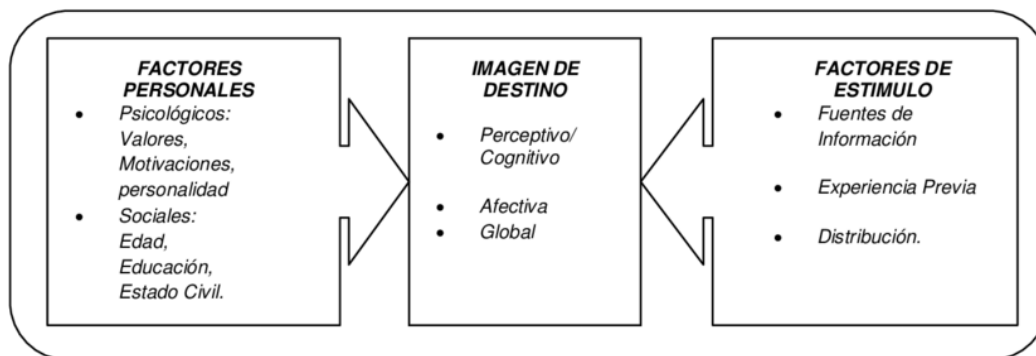 FACTORES
PERSONALES
• Psicológicos:
Valores,
Motivaciones,
personalidad
• Sociales:
Edad,
Educación,
Estado Civil.
IMAGEN DE
DESTINO
• Perceptivo/
Cognitivo
• Afectiva
• Global
FACTORES DE
ESTIMULO
• Fuentes de
Información
• Experiencia Previa
• Distribución.